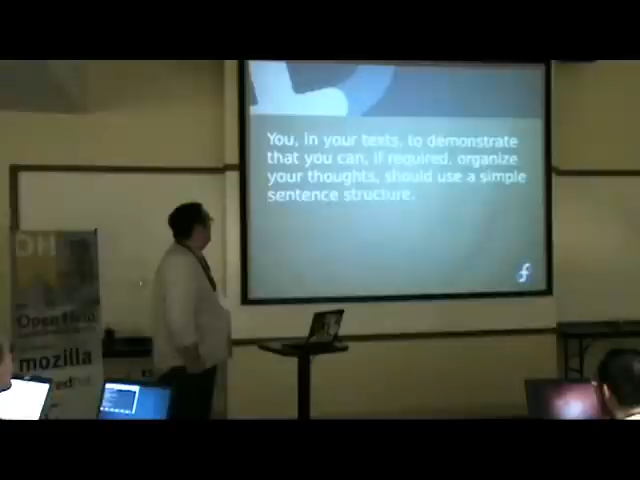 You, in your texts, to demonstrate
that you can, if required, organize
your thoughts, should use a simple
sentence structure.
OH
mozilla